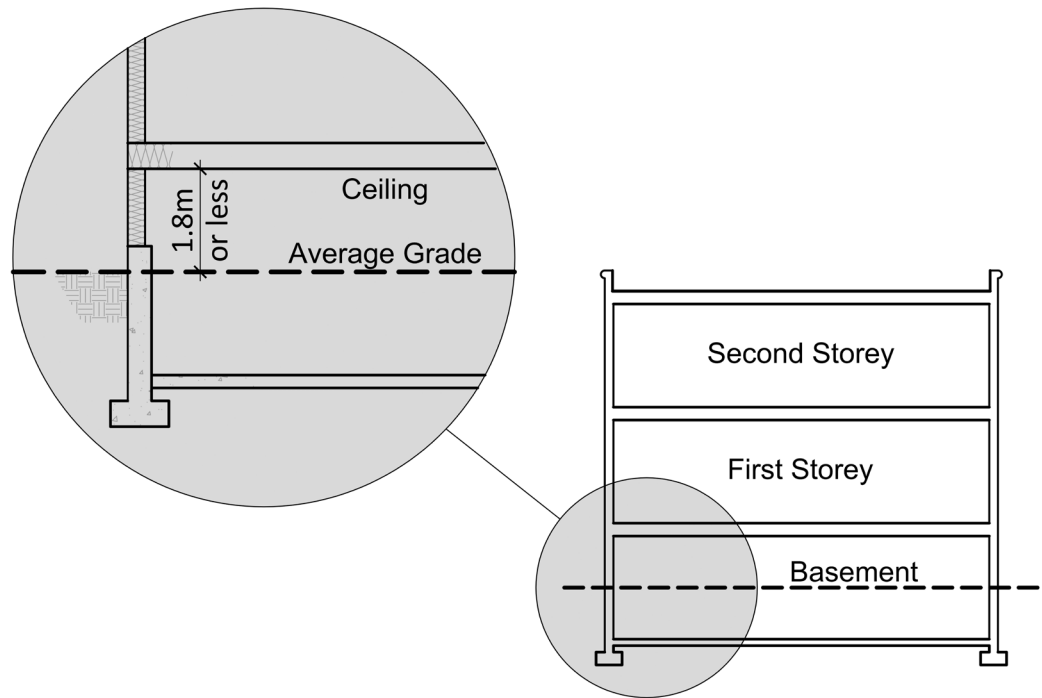 Ceiling
1.8m
or less
Average Grade
Second Storey
First Storey
Basement